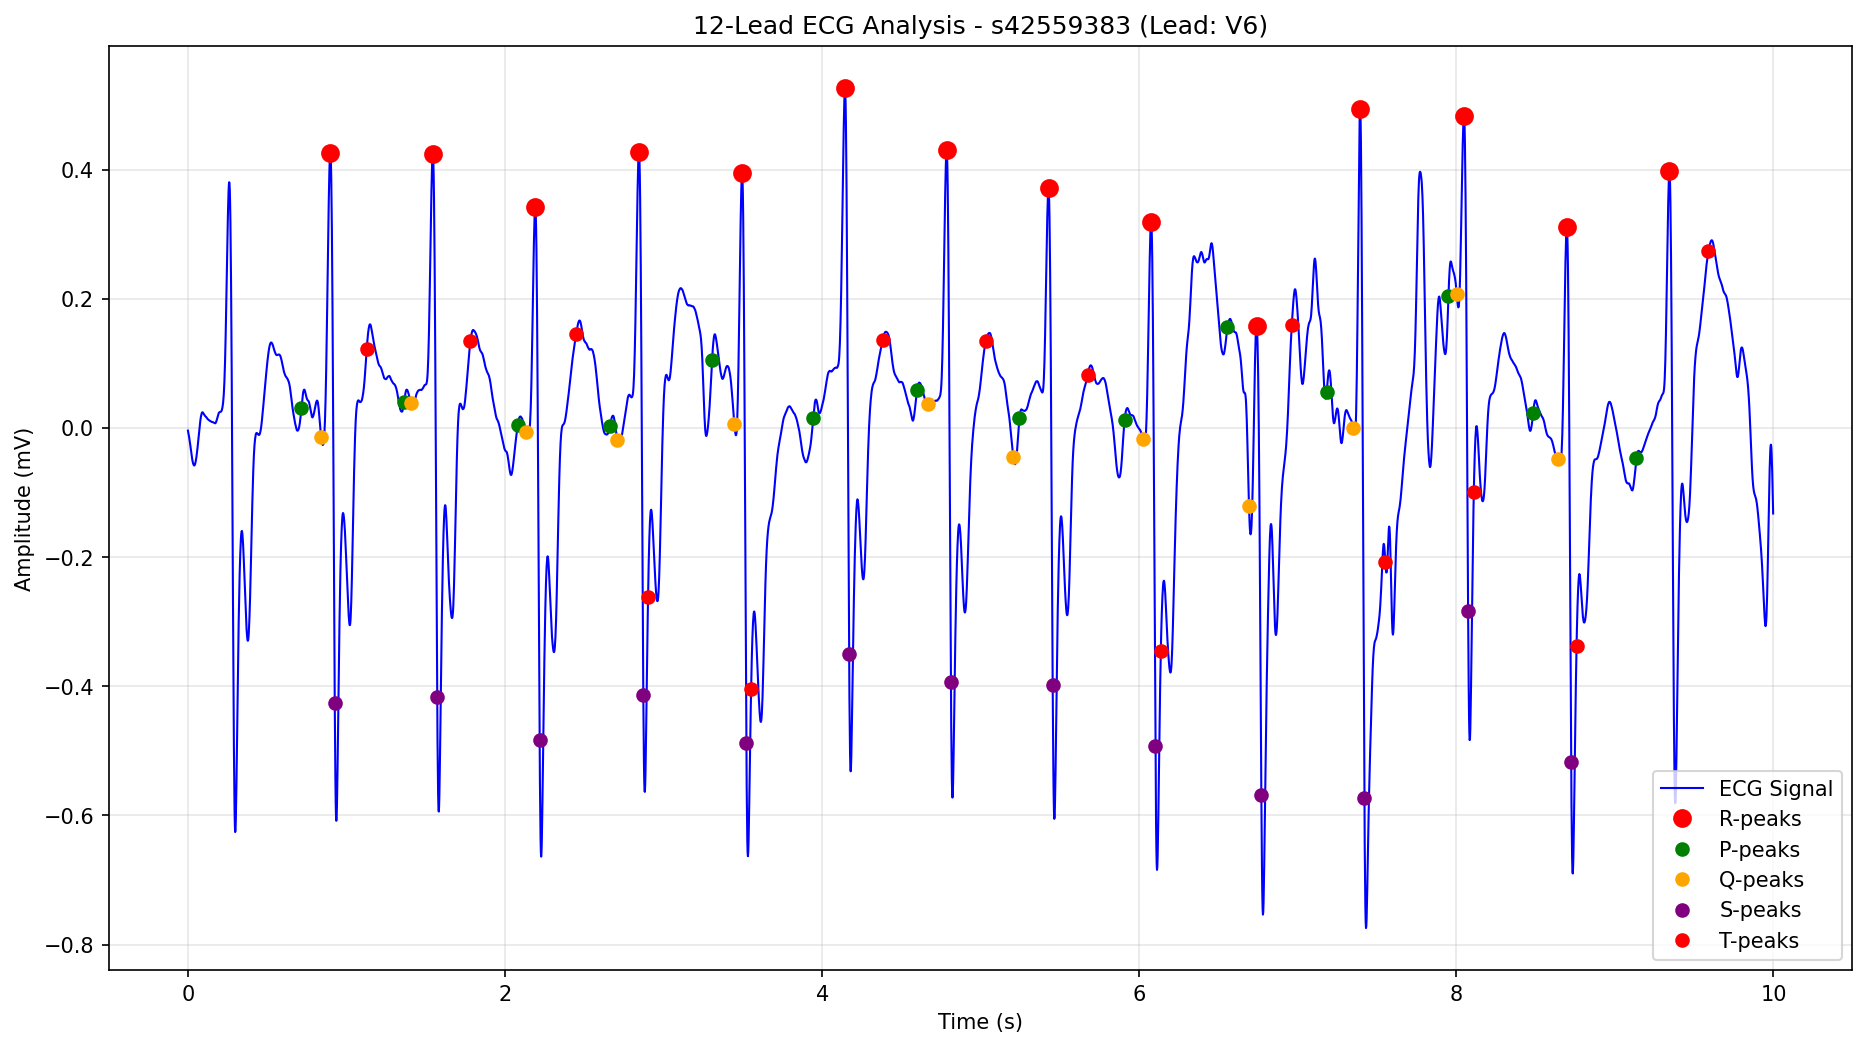 12-Lead ECG Analysis - s42559383 (Lead: V6)
Amplitude (mV)
0.4
0.2
0.0
−0.2
−0.4
−0.6
−0.8
0 2 4 6 8 10
Time (s)
ECG Signal
R-peaks
P-peaks
Q-peaks
S-peaks
T-peaks